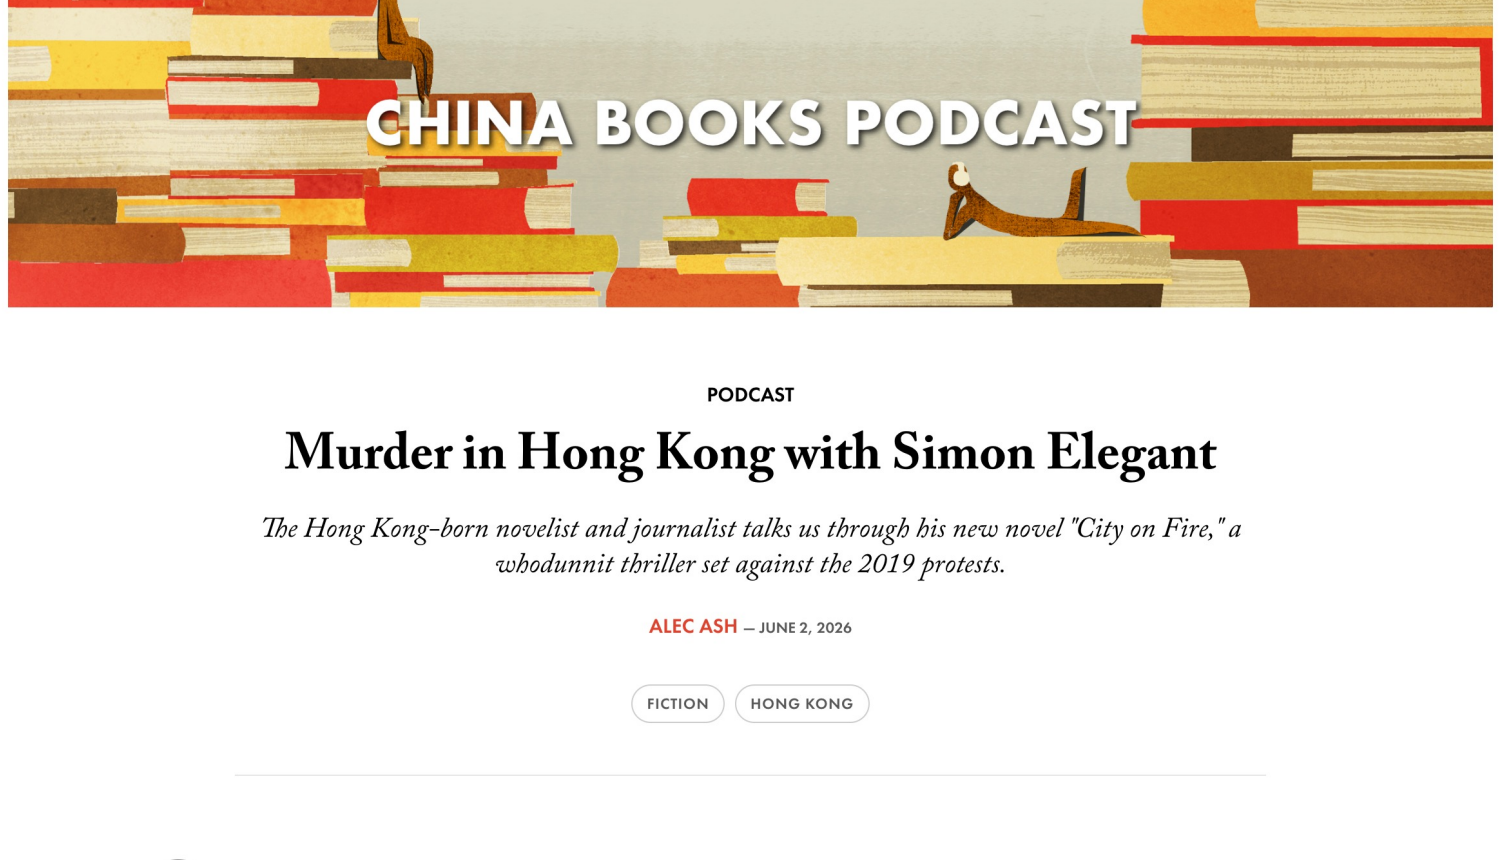 CHINA BOOKS PODCAST
PODCAST
Murder in Hong Kong with Simon Elegant
The Hong Kong-born novelist and journalist talks us through his new novel "City on Fire," a
whodunnit thriller set against the 2019 protests.
ALEC ASH — JUNE 2, 2026
FICTION HONG KONG